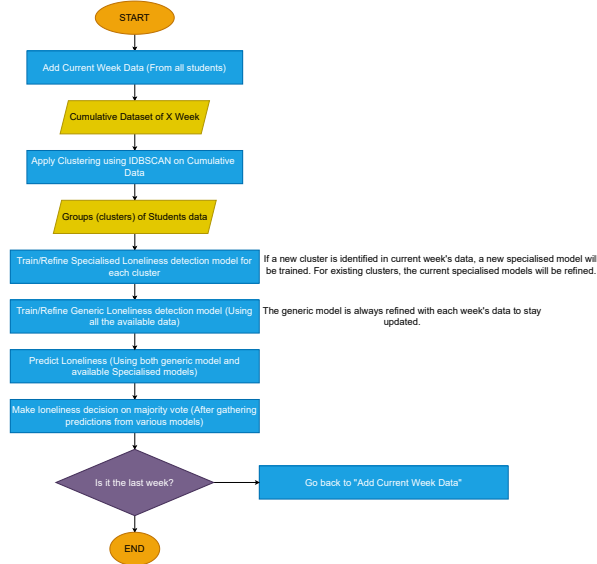 START
Add Current Week Data (From all students)
Cumulative Dataset of X Week
Apply Clustering using IDBSCAN on Cumulative
Data
Groups (clusters) of Students data
Train/Refine Specialised Loneliness detection model for
each cluster
If a new cluster is identified in current week's data, a new specialised model will
be trained. For existing clusters, the current specialised models will be refined.
Train/Refine Generic Loneliness detection model (Using
all the available data)
The generic model is always refined with each week's data to stay
updated.
Predict Loneliness (Using both generic model and
available Specialised models)
Make loneliness decision on majority vote (After gathering
predictions from various models)
Is it the last week?
Go back to "Add Current Week Data"
END